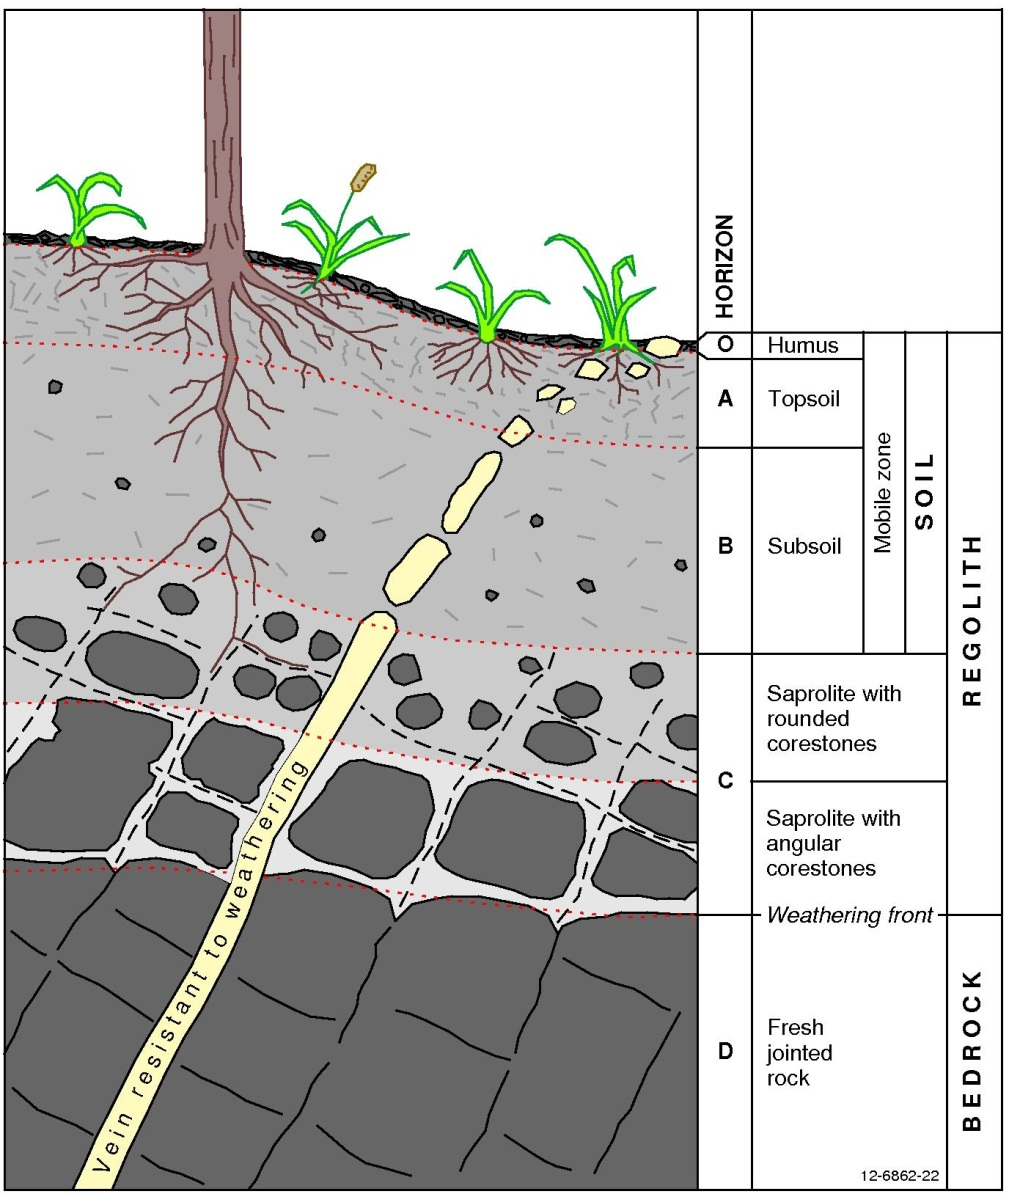 HORIZON
O
Humus
A
Topsoil
B
Subsoil
Mobile zone
SOIL
REGOLITH
C
Saprolite with
rounded
corestones
Saprolite with
angular
corestones
Weathering front
D
Fresh
jointed
rock
BEDROCK
Vein resistant to weathering
12-6862-22